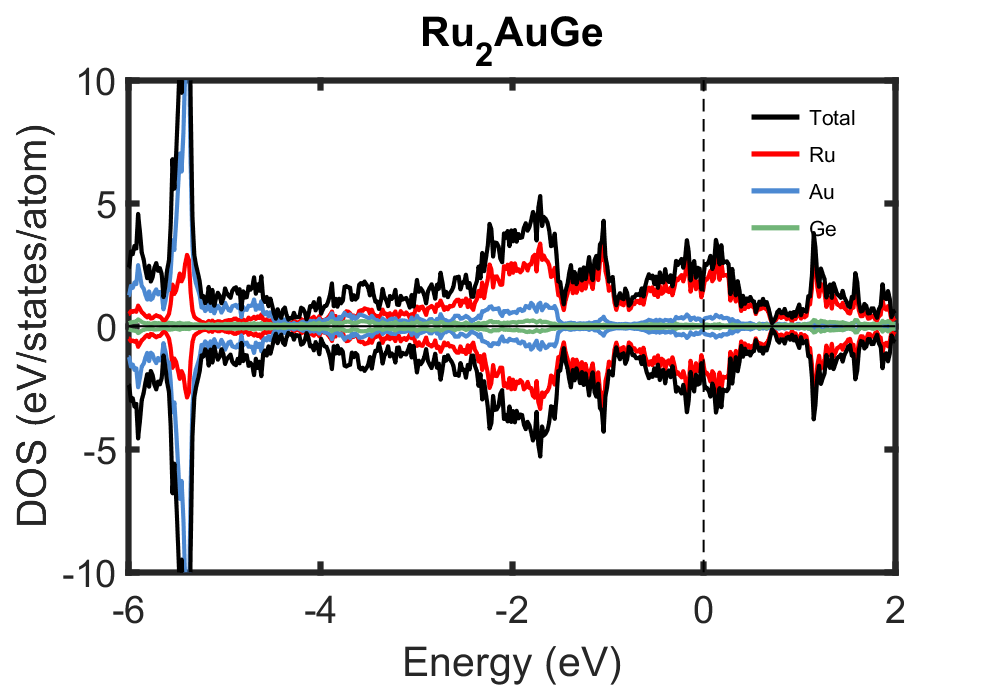 Ru2AuGe
DOS (eV/states/atom)
10
5
0
-5
-10
Total
Ru
Au
Ge
-6
-4
-2
0
2
Energy (eV)